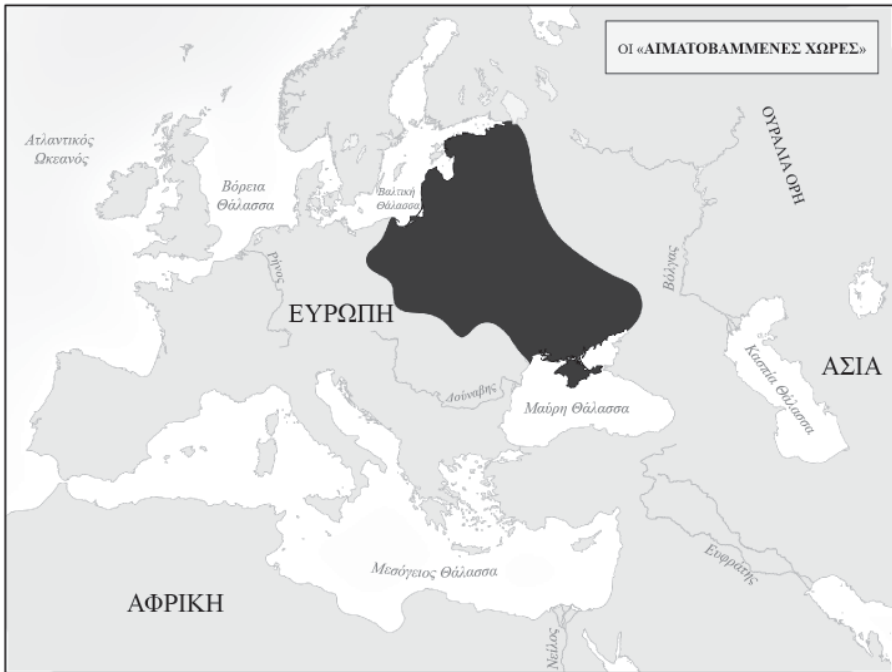 ΟΙ «ΑΙΜΑΤΟΒΑΜΜΕΝΕΣ ΧΩΡΕΣ»
Ατλαντικός
Ωκεανός
Βόρεια
Θάλασσα
Βαλτική
Θάλασσα
ΟΥΡΑΛΙΑ ΟΡΗ
Ρήνος
Βόλγας
ΕΥΡΩΠΗ
ΑΣΙΑ
Κασπία Θάλασσα
Δούναβης
Μαύρη Θάλασσα
Ευφράτης
Μεσόγειος Θάλασσα
ΑΦΡΙΚΗ
Νείλος